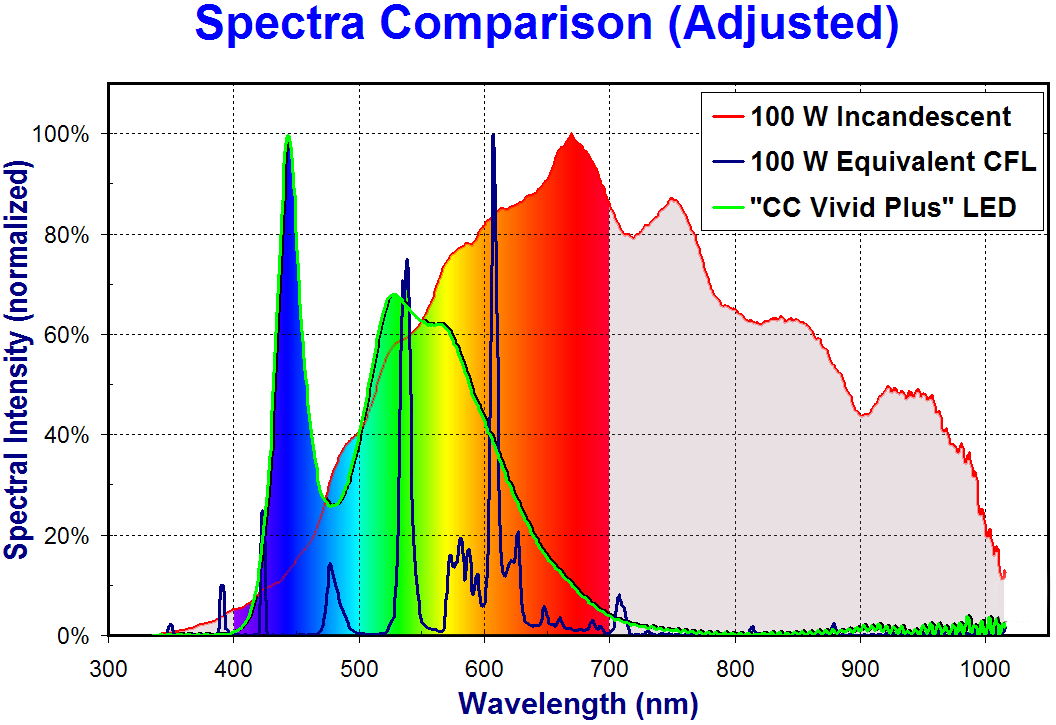 Spectra Comparison (Adjusted)
100 W Incandescent
100 W Equivalent CFL
"CC Vivid Plus" LED
Spectral Intensity (normalized)
100%
80%
60%
40%
20%
0%
300 400 500 600 700 800 900 1000
Wavelength (nm)